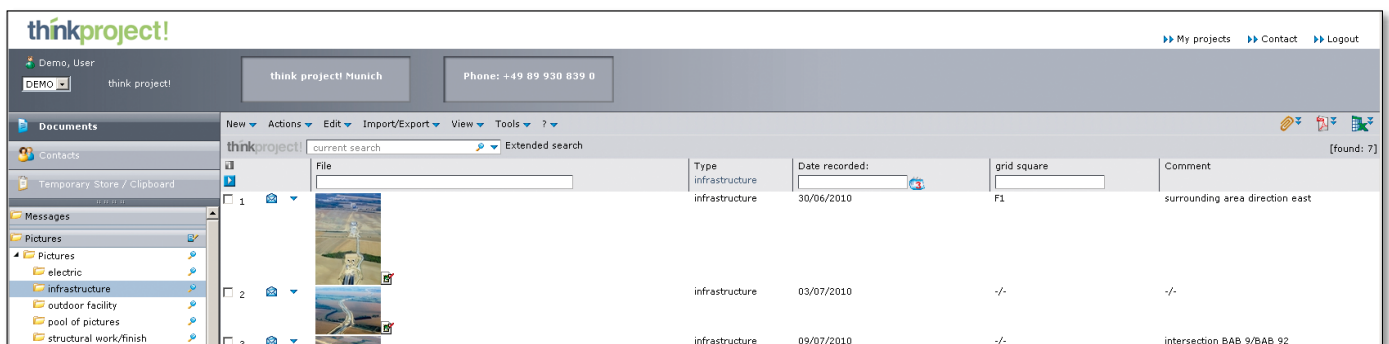 thinkproject!
My projects Contact Logout
Demo, User
DEMO think project!
think project! Munich Phone: +49 89 930 839 0
Documents
Contacts
Temporary Store / Clipboard
Messages
Pictures
Pictures
electric
infrastructure
outdoor facility
pool of pictures
structural work/finish
New Actions Edit Import/Export View Tools ?
thinkproject! current search Extended search [found: 7]
File Type Date recorded: grid square Comment
infrastructure
1 infrastructure 30/06/2010 F1 surrounding area direction east
2 infrastructure 03/07/2010 -/- -/-
3 infrastructure 09/07/2010 -/- intersection BAB 9/BAB 92